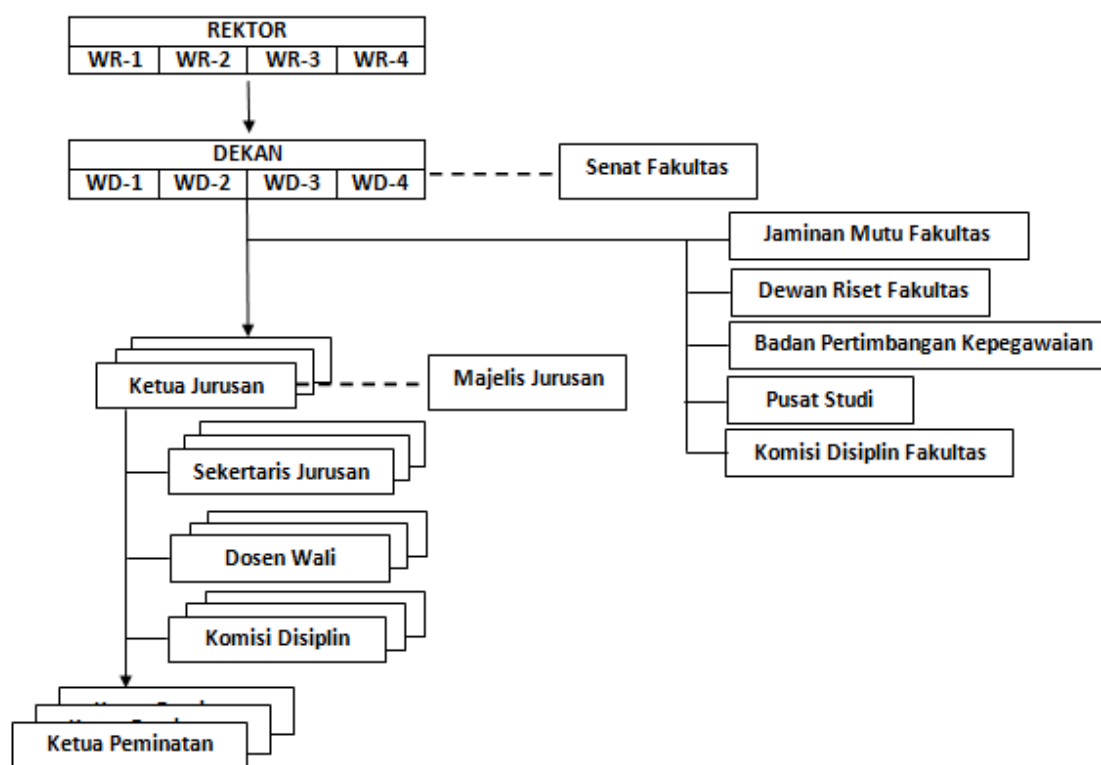 REKTOR
WR-1 WR-2 WR-3 WR-4
DEKAN
WD-1 WD-2 WD-3 WD-4
Senat Fakultas
Jaminan Mutu Fakultas
Dewan Riset Fakultas
Badan Pertimbangan Kepegawaian
Pusat Studi
Komisi Disiplin Fakultas
Ketua Jurusan
Majelis Jurusan
Sekertaris Jurusan
Dosen Wali
Komisi Disiplin
Ketua Peminatan